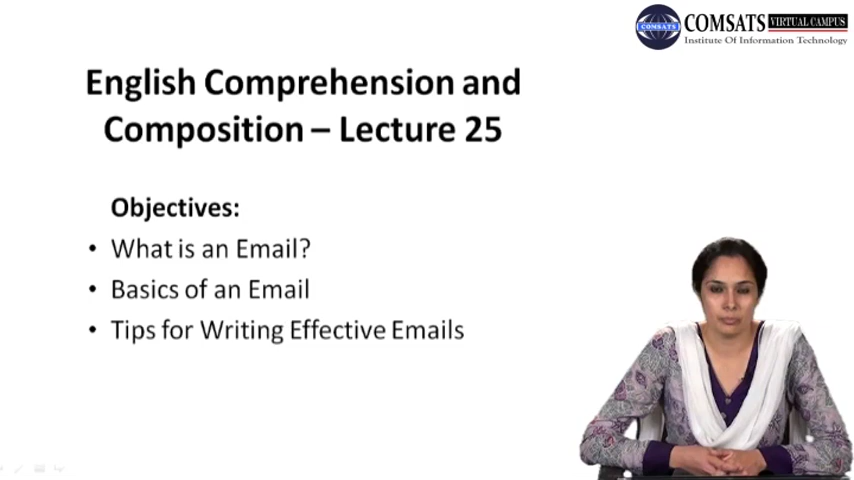 COMSATS VIRTUAL CAMPUS
COMSATS
Institute Of Information Technology
English Comprehension and
Composition – Lecture 25
Objectives:
• What is an Email?
• Basics of an Email
• Tips for Writing Effective Emails